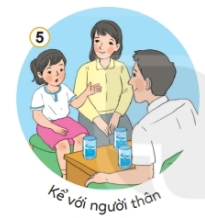 5
Kể với người thân